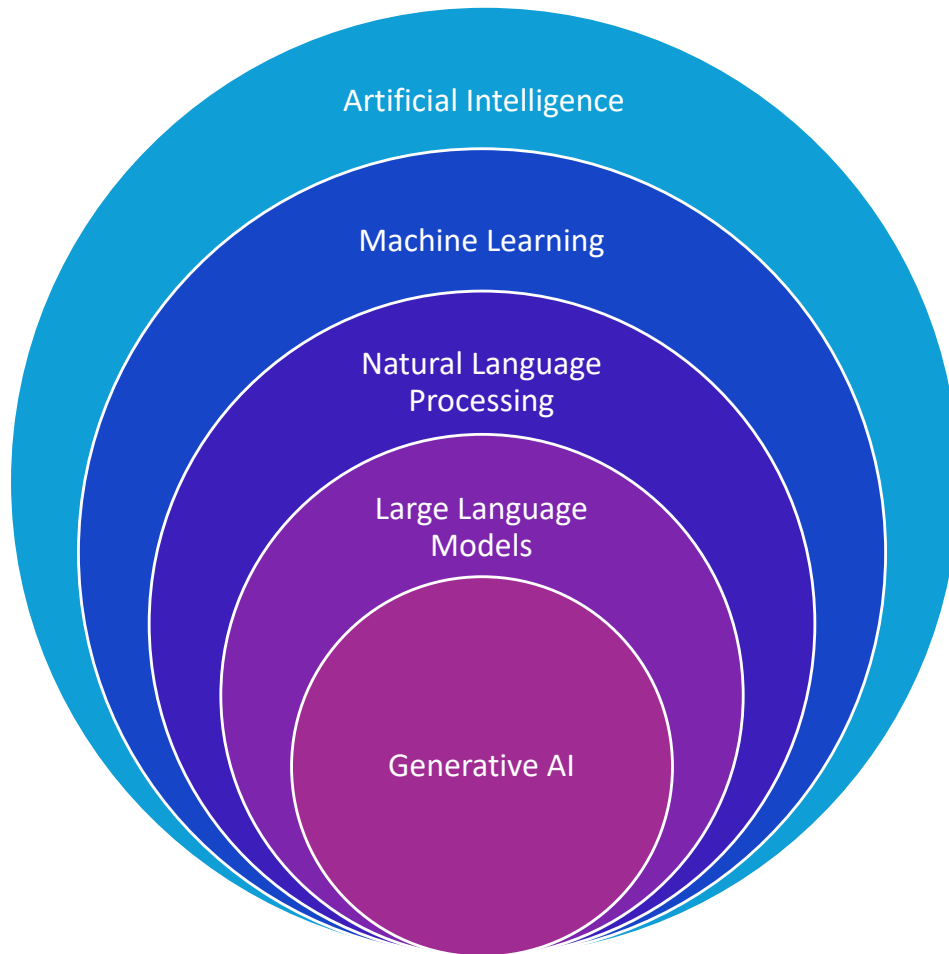 Artificial Intelligence
Machine Learning
Natural Language
Processing
Large Language
Models
Generative AI